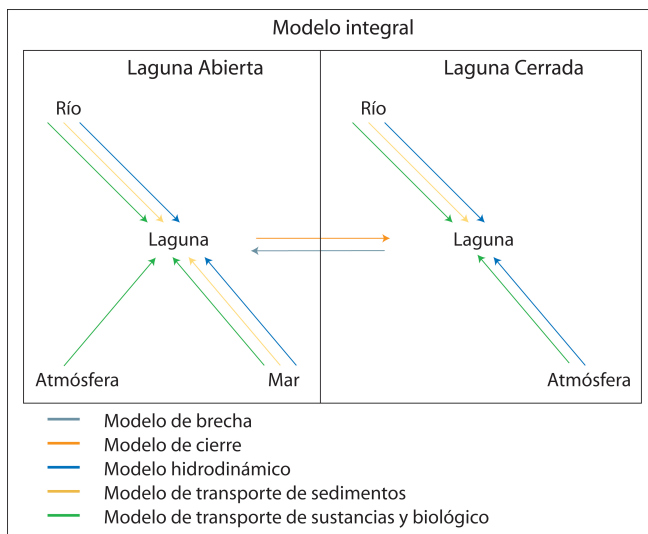 Modelo integral
Laguna Abierta
Laguna Cerrada
Río
Río
Laguna
Laguna
Atmósfera
Mar
Atmósfera
Modelo de brecha
Modelo de cierre
Modelo hidrodinámico
Modelo de transporte de sedimentos
Modelo de transporte de sustancias y biológico